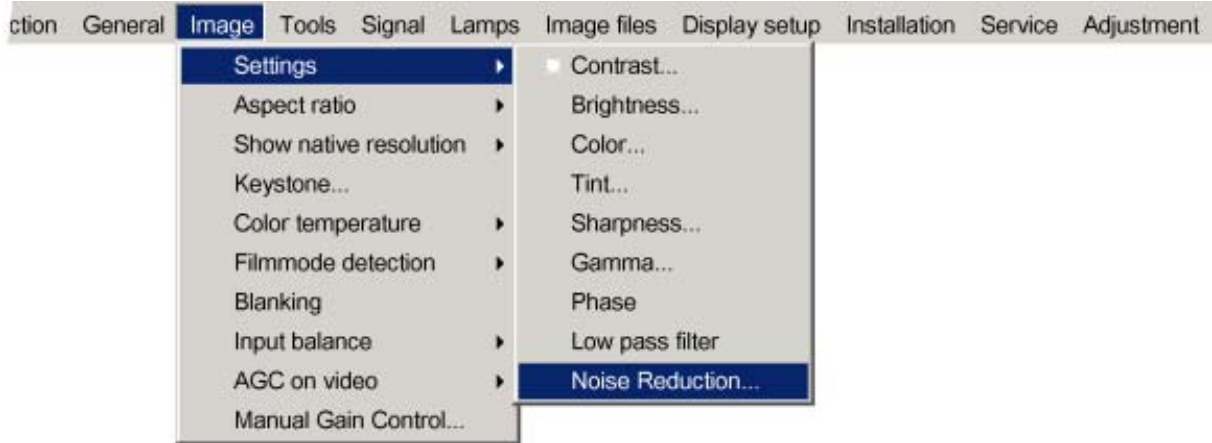 ction General Image Tools Signal Lamps Image files Display setup Installation Service Adjustment
Settings
Aspect ratio
Show native resolution
Keystone...
Color temperature
Filmmode detection
Blanking
Input balance
AGC on video
Manual Gain Control...
Contrast...
Brightness...
Color...
Tint...
Sharpness...
Gamma...
Phase
Low pass filter
Noise Reduction...